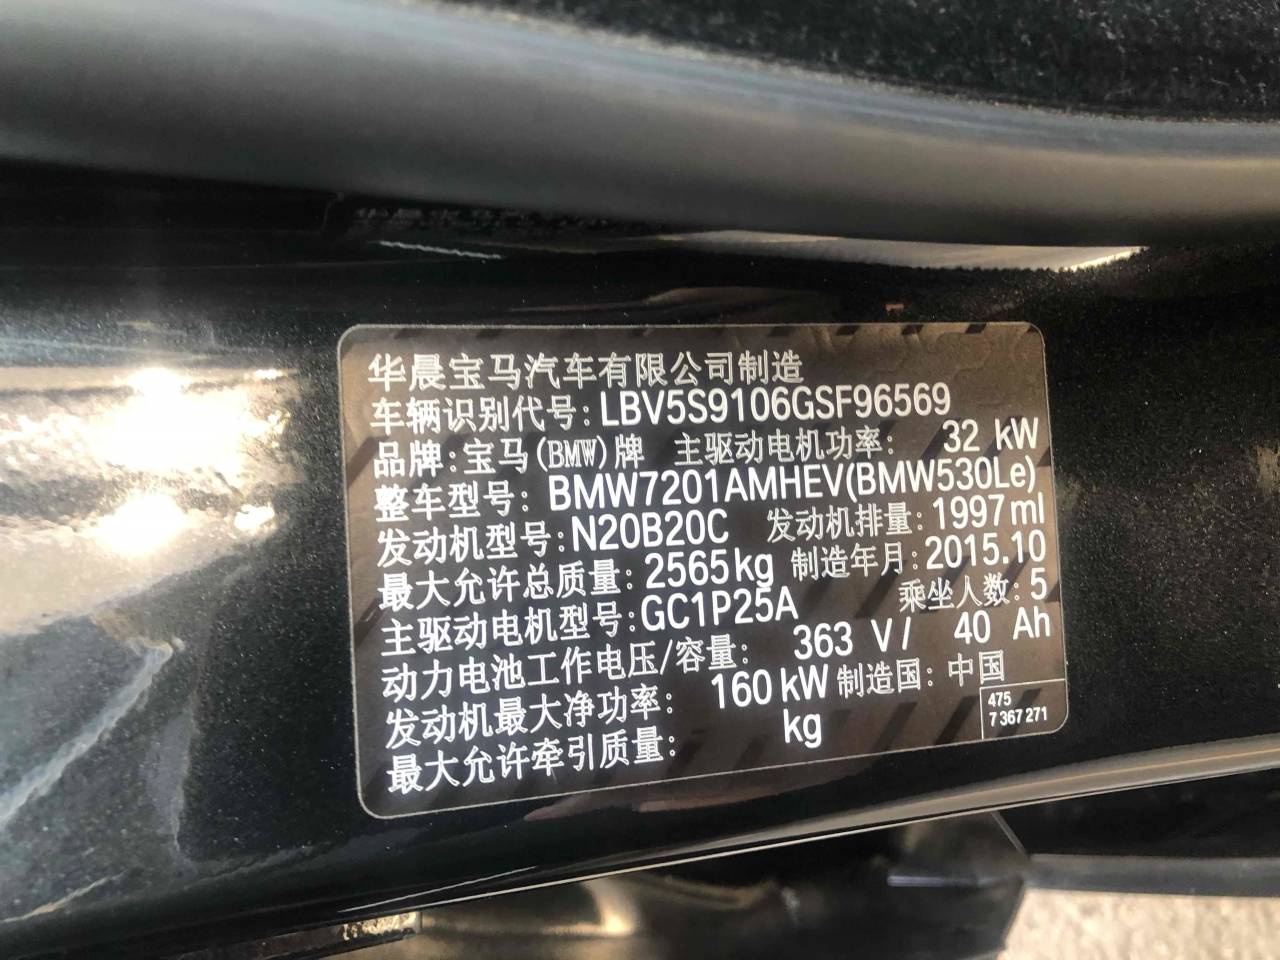 华晨宝马汽车有限公司制造
车辆识别代号: LBV5S9106GSF96569
品牌: 宝马(BMW)牌 主驱动电机功率: 32 kW
整车型号: BMW7201AMHEV(BMW530Le)
发动机型号: N20B20C 发动机排量: 1997ml
最大允许总质量: 2565kg 制造年月: 2015.10
主驱动电机型号: GC1P25A 乘坐人数: 5
动力电池工作电压/容量: 363 V/ 40 Ah
发动机最大净功率: 160kW 制造国: 中国
最大允许牵引质量: kg
475
7 367 271